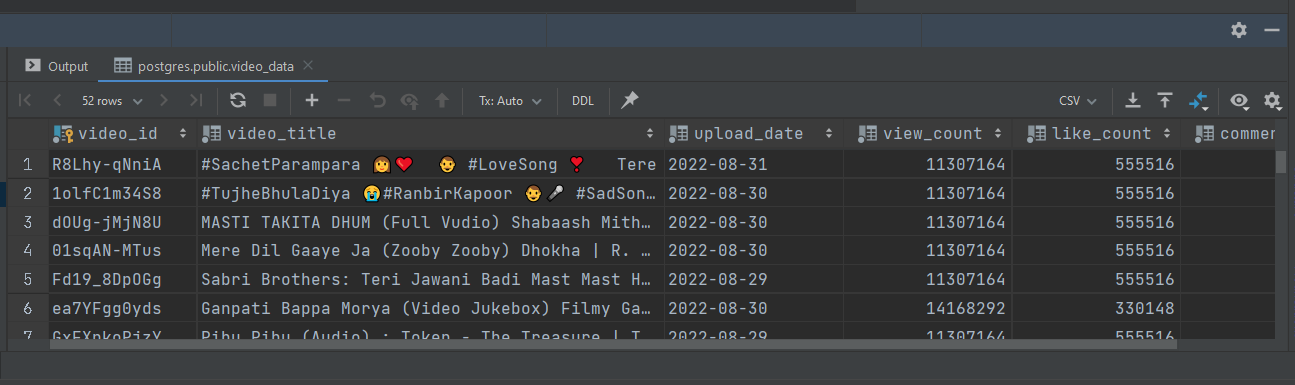 Output postgres.public.video_data
52 rows Tx: Auto DDL CSV
video_id video_title upload_date view_count like_count commen
1 R8Lhy-qNniA #SachetParampara 👩❤️ 👨 #LoveSong ❣️ Tere 2022-08-31 11307164 555516
2 1olfC1m34S8 #TujheBhulaDiya 😭#RanbirKapoor 👨🎤 #SadSon… 2022-08-30 11307164 555516
3 dOUg-jMjN8U MASTI TAKITA DHUM (Full Vudio) Shabaash Mith… 2022-08-30 11307164 555516
4 01sqAN-MTus Mere Dil Gaaye Ja (Zooby Zooby) Dhokha | R. … 2022-08-30 11307164 555516
5 Fd19_8DpOGg Sabri Brothers: Teri Jawani Badi Mast Mast H… 2022-08-29 11307164 555516
6 ea7YFgg0yds Ganpati Bappa Morya (Video Jukebox) Filmy Ga… 2022-08-30 14168292 330148
7 Pihu Pihu (Audio) : Token - The Treasure | T… 2022-08-29 11307164 555516